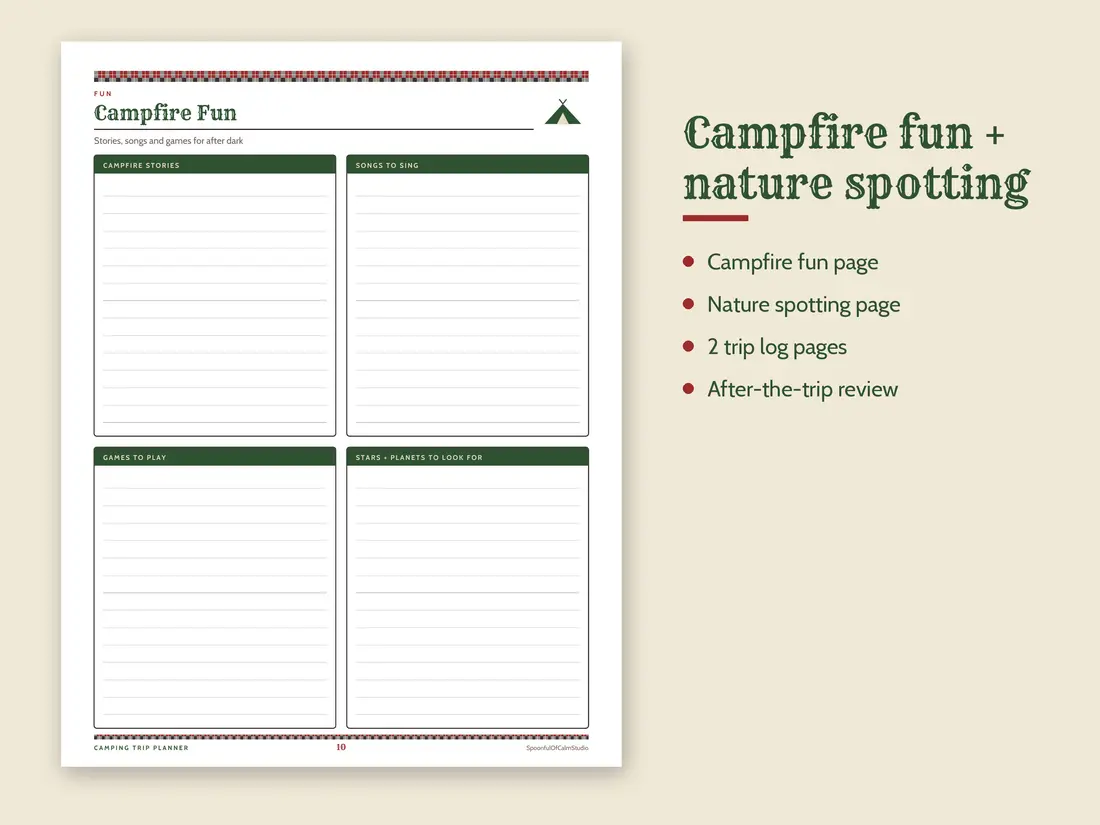 FUN
Campfire Fun
Stories, songs and games for after dark
CAMPFIRE STORIES
SONGS TO SING
GAMES TO PLAY
STARS + PLANETS TO LOOK FOR
CAMPING TRIP PLANNER
10
SpoonfulOfCalmStudio
Campfire fun +
nature spotting
Campfire fun page
Nature spotting page
2 trip log pages
After-the-trip review